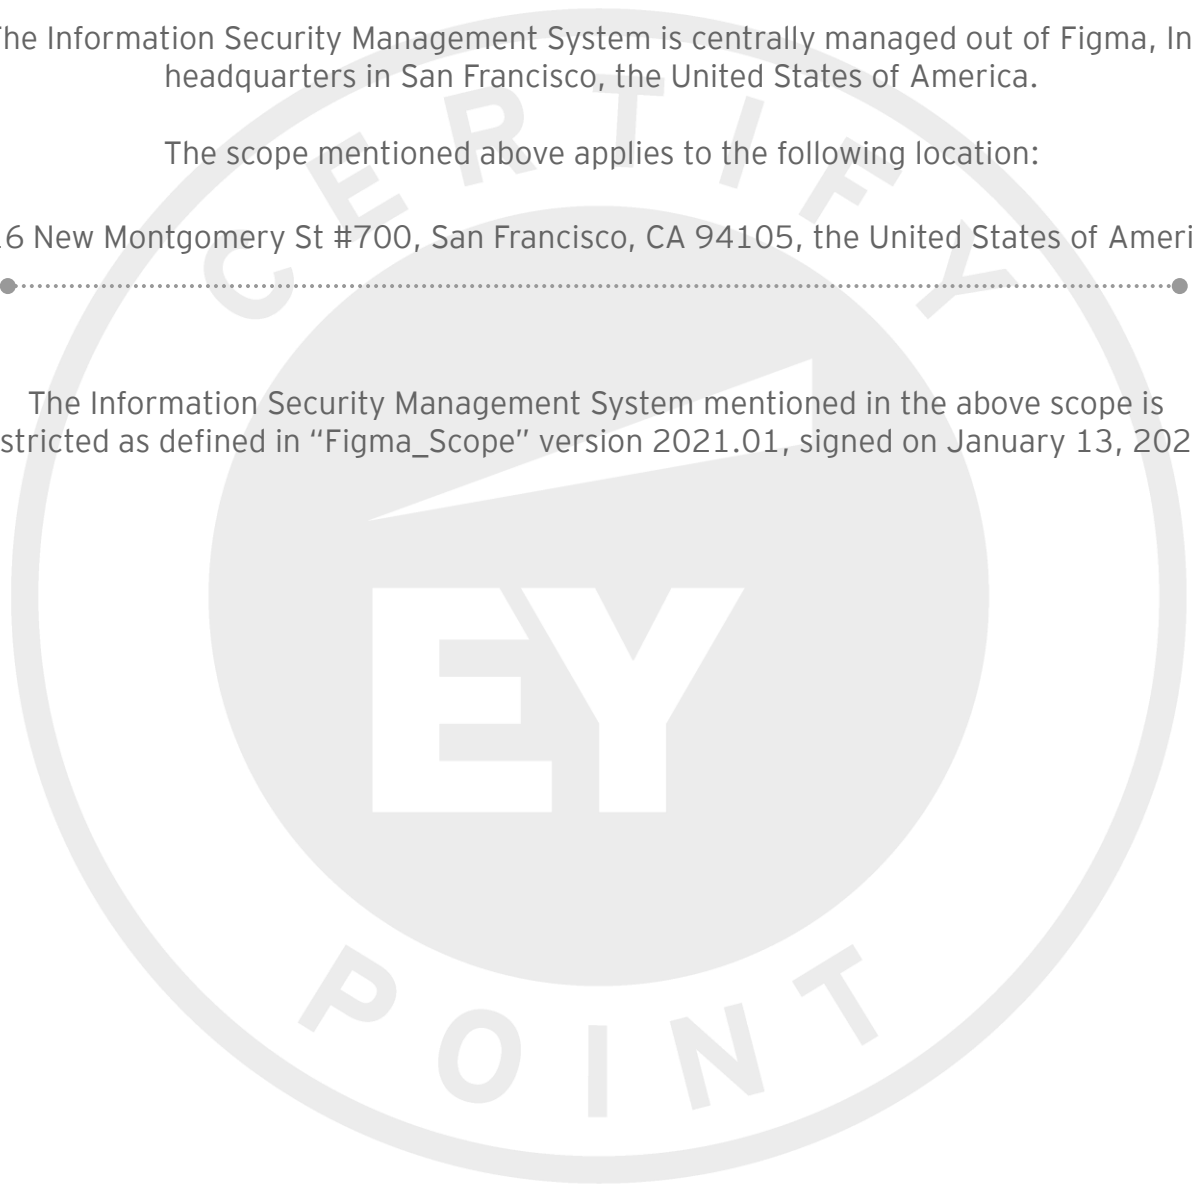 The Information Security Management System is centrally managed out of Figma, In
headquarters in San Francisco, the United States of America.
The scope mentioned above applies to the following location:
6 New Montgomery St #700, San Francisco, CA 94105, the United States of Ameri
The Information Security Management System mentioned in the above scope is
stricted as defined in “Figma_Scope” version 2021.01, signed on January 13, 202
CERTIFY
EY
POINT